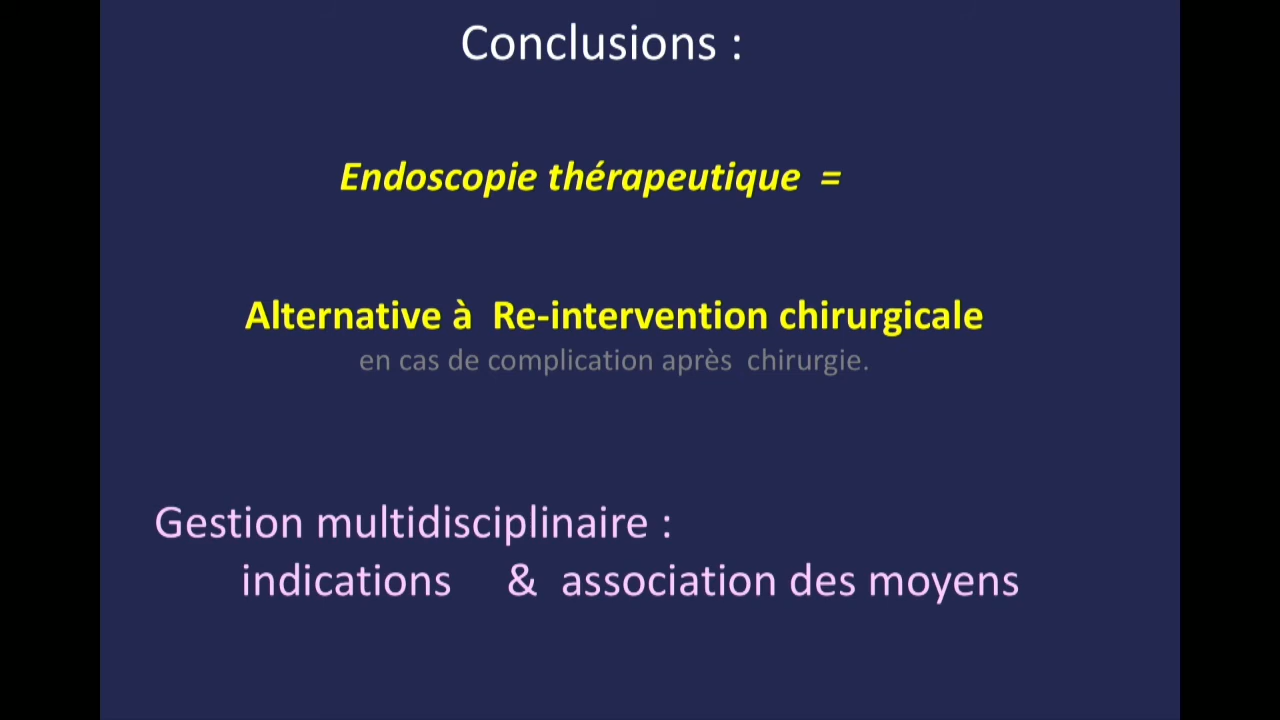 Conclusions :
Endoscopie thérapeutique =
Alternative à Re-intervention chirurgicale
en cas de complication après chirurgie.
Gestion multidisciplinaire :
indications & association des moyens